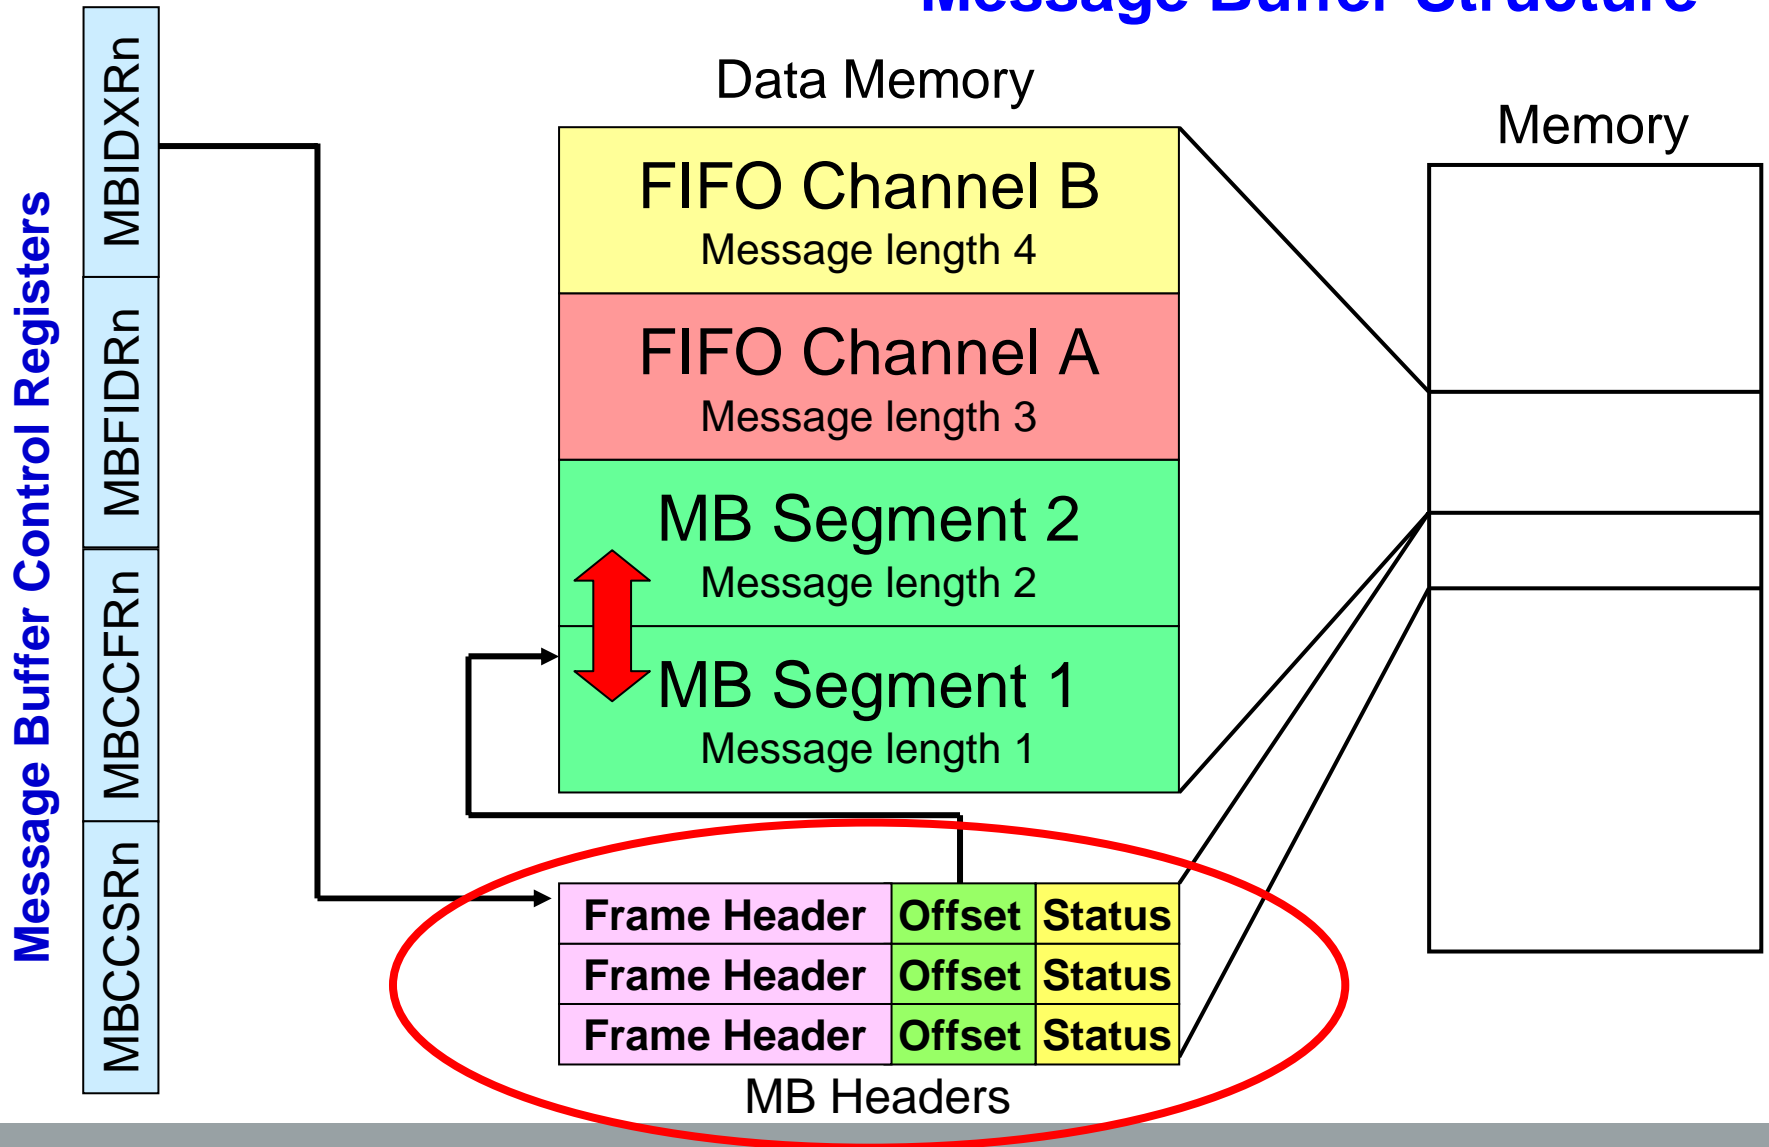 Message Buffer Structure
Data Memory
Memory
Message Buffer Control Registers
MBIDXRn
MBFIDRn
MBCCFRn
MBCCSRn
FIFO Channel B
Message length 4
FIFO Channel A
Message length 3
MB Segment 2
Message length 2
MB Segment 1
Message length 1
Frame Header Offset Status
Frame Header Offset Status
Frame Header Offset Status
MB Headers